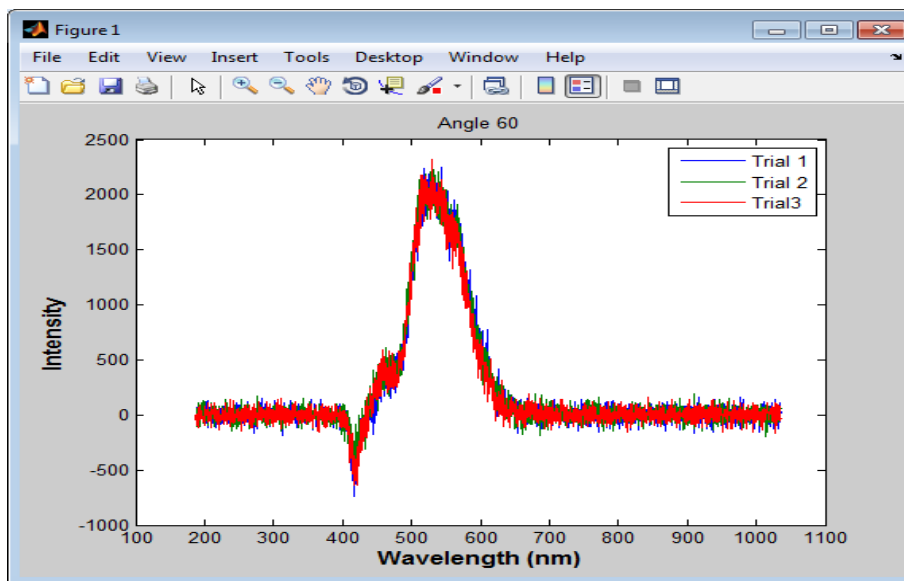 Figure 1
File Edit View Insert Tools Desktop Window Help
Angle 60
2500
2000
1500
1000
500
0
-500
-1000
Intensity
Trial 1
Trial 2
Trial3
100 200 300 400 500 600 700 800 900 1000 1100
Wavelength (nm)